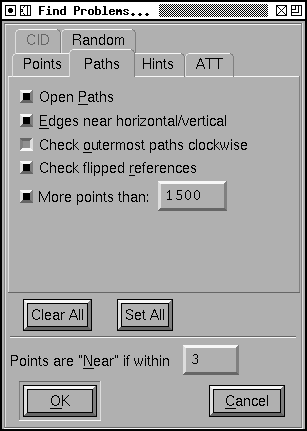 Find Problems...
CID Random
Points Paths Hints ATT
Open Paths
Edges near horizontal/vertical
Check outermost paths clockwise
Check flipped references
More points than: 1500
Clear All Set All
Points are "Near" if within 3
OK Cancel